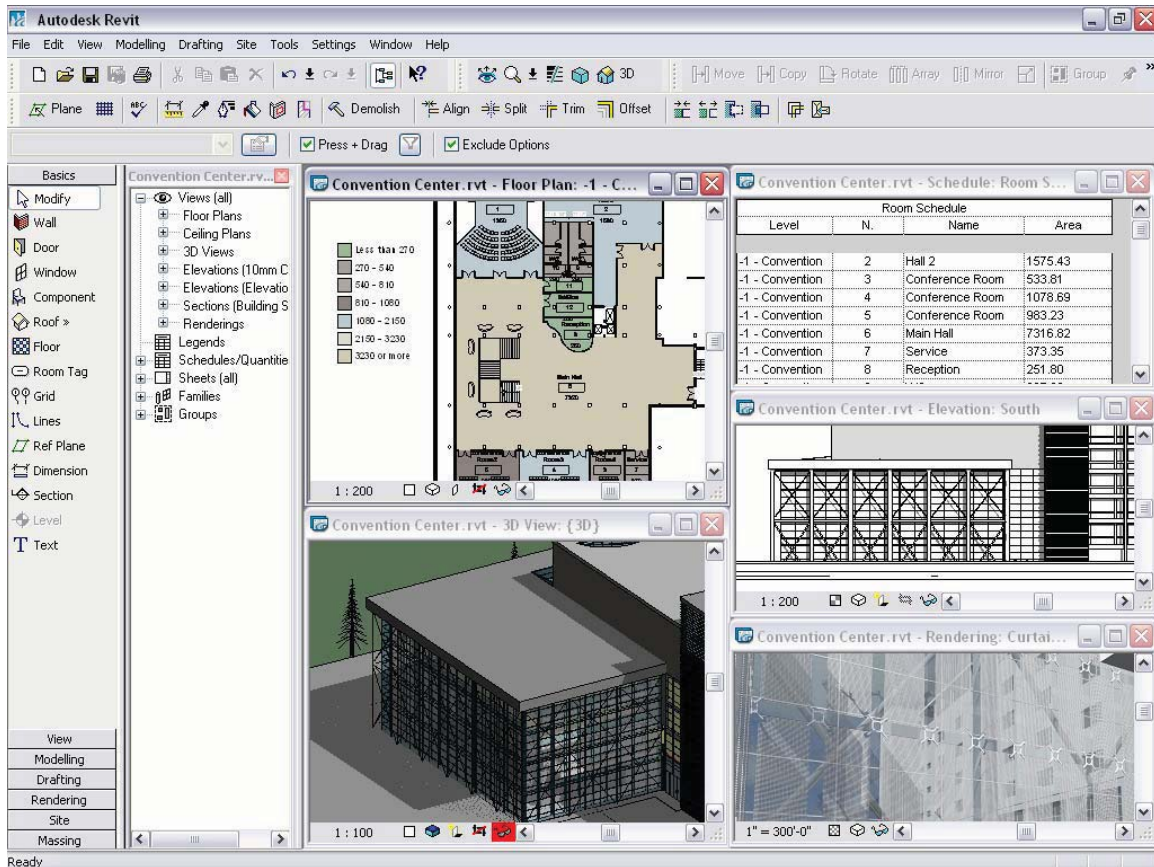 Autodesk Revit
File Edit View Modelling Drafting Site Tools Settings Window Help
3D Move Copy Rotate Array Mirror Group »
Plane ABC Demolish Align Split Trim Offset
Press + Drag Exclude Options
Basics
Modify
Wall
Door
Window
Component
Roof »
Floor
Room Tag
Grid
Lines
Ref Plane
Dimension
Section
Level
T Text
View
Modelling
Drafting
Rendering
Site
Massing
Convention Center.rv...
Views (all)
Floor Plans
Ceiling Plans
3D Views
Elevations (10mm C
Elevations (Elevatio
Sections (Building S
Renderings
Legends
Schedules/Quantitie
Sheets (all)
Families
Groups
Convention Center.rvt - Floor Plan: -1 - C...
Less than 270
270 - 540
540 - 810
810 - 1080
1080 - 2150
2150 - 3230
3230 or more
1
2
11
12
Reception
Main Hall
6
1 : 200
Convention Center.rvt - Schedule: Room S...
Room Schedule
Level N. Name Area
-1 - Convention 2 Hall 2 1575.43
-1 - Convention 3 Conference Room 533.81
-1 - Convention 4 Conference Room 1078.69
-1 - Convention 5 Conference Room 983.23
-1 - Convention 6 Main Hall 7316.82
-1 - Convention 7 Service 373.35
-1 - Convention 8 Reception 251.80
Convention Center.rvt - Elevation: South
1 : 200
Convention Center.rvt - 3D View: {3D}
1 : 100
Convention Center.rvt - Rendering: Curtai...
1" = 300'-0"
Ready